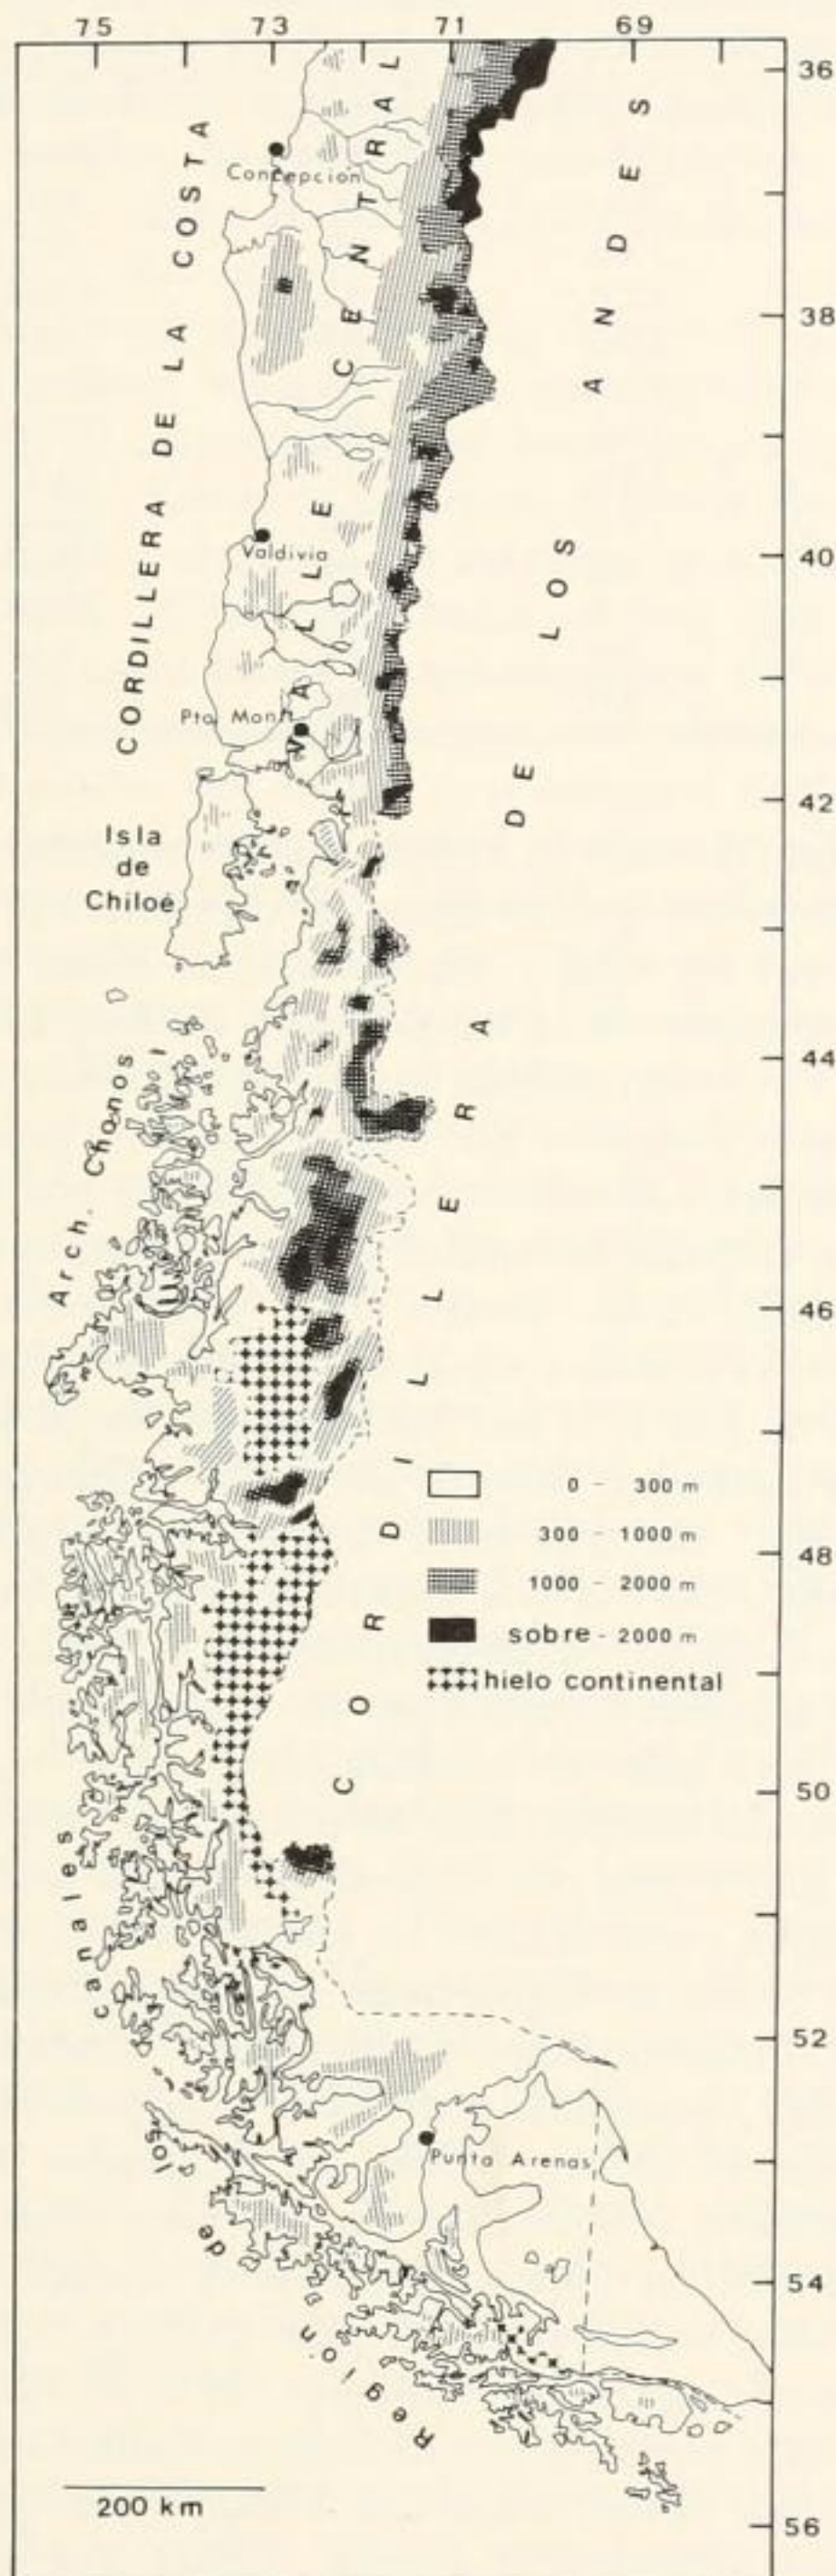 75 73 71 69
36
38
40
42
44
46
48
50
52
54
56
CORDILLERA DE LA COSTA
VALLE CENTRAL
CORDILLERA DE LOS ANDES
Concepción
Valdivia
Pto. Montt
Isla
de
Chiloé
Arch. Chonos
0 - 300 m
300 - 1000 m
1000 - 2000 m
sobre - 2000 m
hielo continental
Punta Arenas
Region de los canales
200 km